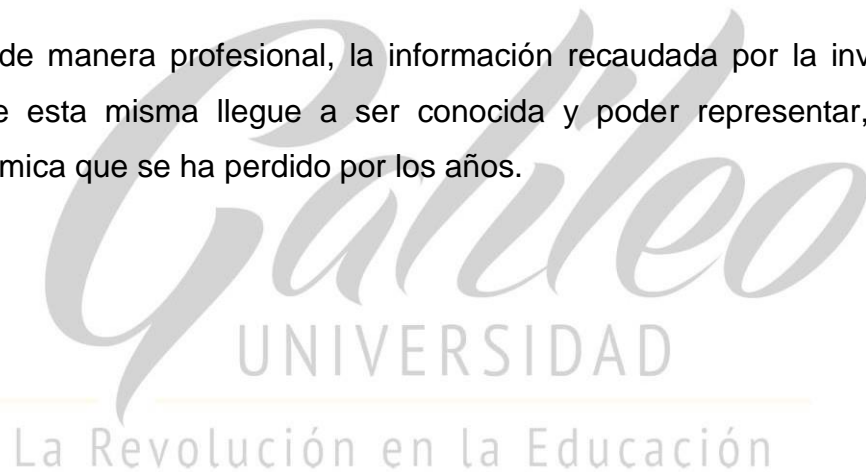 de manera profesional, la información recaudada por la inv
e esta misma llegue a ser conocida y poder representar,
mica que se ha perdido por los años.
Galileo
UNIVERSIDAD
La Revolución en la Educación